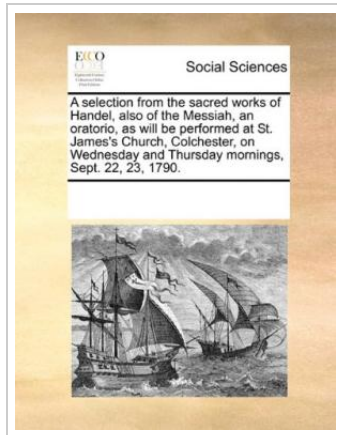 ECCO
Social Sciences
A selection from the sacred works of
Handel, also of the Messiah, an
oratorio, as will be performed at St.
James's Church, Colchester, on
Wednesday and Thursday mornings,
Sept. 22, 23, 1790.